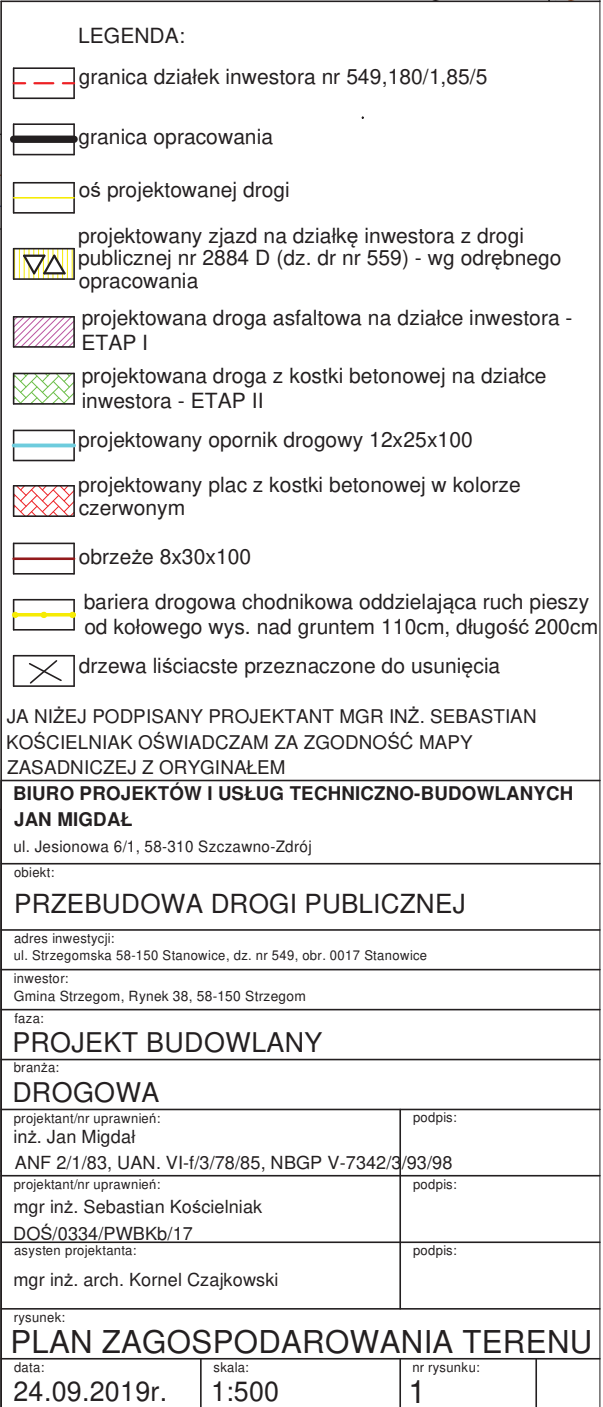 LEGENDA:
granica działek inwestora nr 549,180/1,85/5
granica opracowania
oś projektowanej drogi
projektowany zjazd na działkę inwestora z drogi
publicznej nr 2884 D (dz. dr nr 559) - wg odrębnego
opracowania
projektowana droga asfaltowa na działce inwestora -
ETAP I
projektowana droga z kostki betonowej na działce
inwestora - ETAP II
projektowany opornik drogowy 12x25x100
projektowany plac z kostki betonowej w kolorze
czerwonym
obrzeże 8x30x100
bariera drogowa chodnikowa oddzielająca ruch pieszy
od kołowego wys. nad gruntem 110cm, długość 200cm
drzewa liściacste przeznaczone do usunięcia
JA NIŻEJ PODPISANY PROJEKTANT MGR INŻ. SEBASTIAN
KOŚCIELNIAK OŚWIADCZAM ZA ZGODNOŚĆ MAPY
ZASADNICZEJ Z ORYGINAŁEM
BIURO PROJEKTÓW I USŁUG TECHNICZNO-BUDOWLANYCH
JAN MIGDAŁ
ul. Jesionowa 6/1, 58-310 Szczawno-Zdrój
obiekt:
PRZEBUDOWA DROGI PUBLICZNEJ
adres inwestycji:
ul. Strzegomska 58-150 Stanowice, dz. nr 549, obr. 0017 Stanowice
inwestor:
Gmina Strzegom, Rynek 38, 58-150 Strzegom
faza:
PROJEKT BUDOWLANY
branża:
DROGOWA
projektant/nr uprawnień: podpis:
inż. Jan Migdał
ANF 2/1/83, UAN. VI-f/3/78/85, NBGP V-7342/3/93/98
projektant/nr uprawnień: podpis:
mgr inż. Sebastian Kościelniak
DOŚ/0334/PWBKb/17
asysten projektanta: podpis:
mgr inż. arch. Kornel Czajkowski
rysunek:
PLAN ZAGOSPODAROWANIA TERENU
data: skala: nr rysunku:
24.09.2019r. 1:500 1